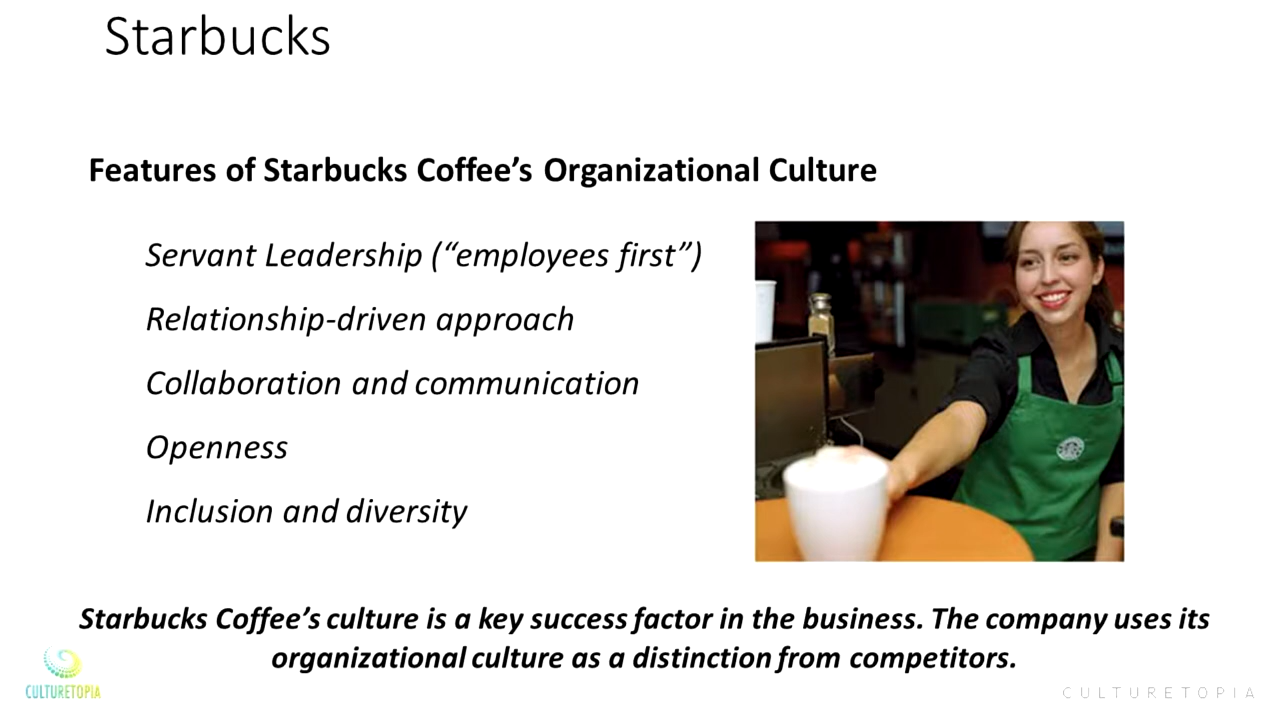 Starbucks
Features of Starbucks Coffee’s Organizational Culture
Servant Leadership (“employees first”)
Relationship-driven approach
Collaboration and communication
Openness
Inclusion and diversity
Starbucks Coffee’s culture is a key success factor in the business. The company uses its
organizational culture as a distinction from competitors.
CULTURETOPIA
CULTURETOPIA